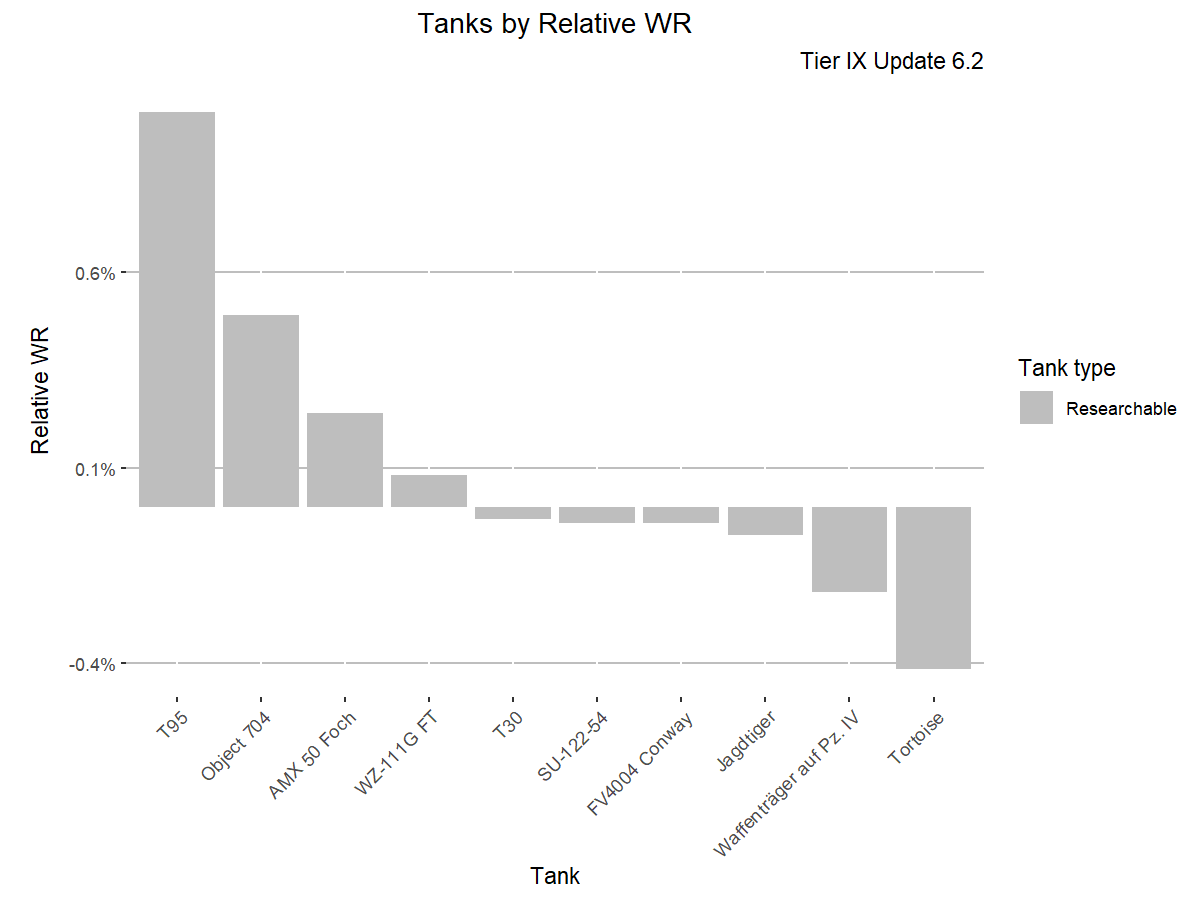 Tanks by Relative WR
Tier IX Update 6.2
0.6%
0.1%
-0.4%
Relative WR
T95
Object 704
AMX 50 Foch
WZ-111G FT
T30
SU-122-54
FV4004 Conway
Jagdtiger
Waffenträger auf Pz. IV
Tortoise
Tank
Tank type
Researchable